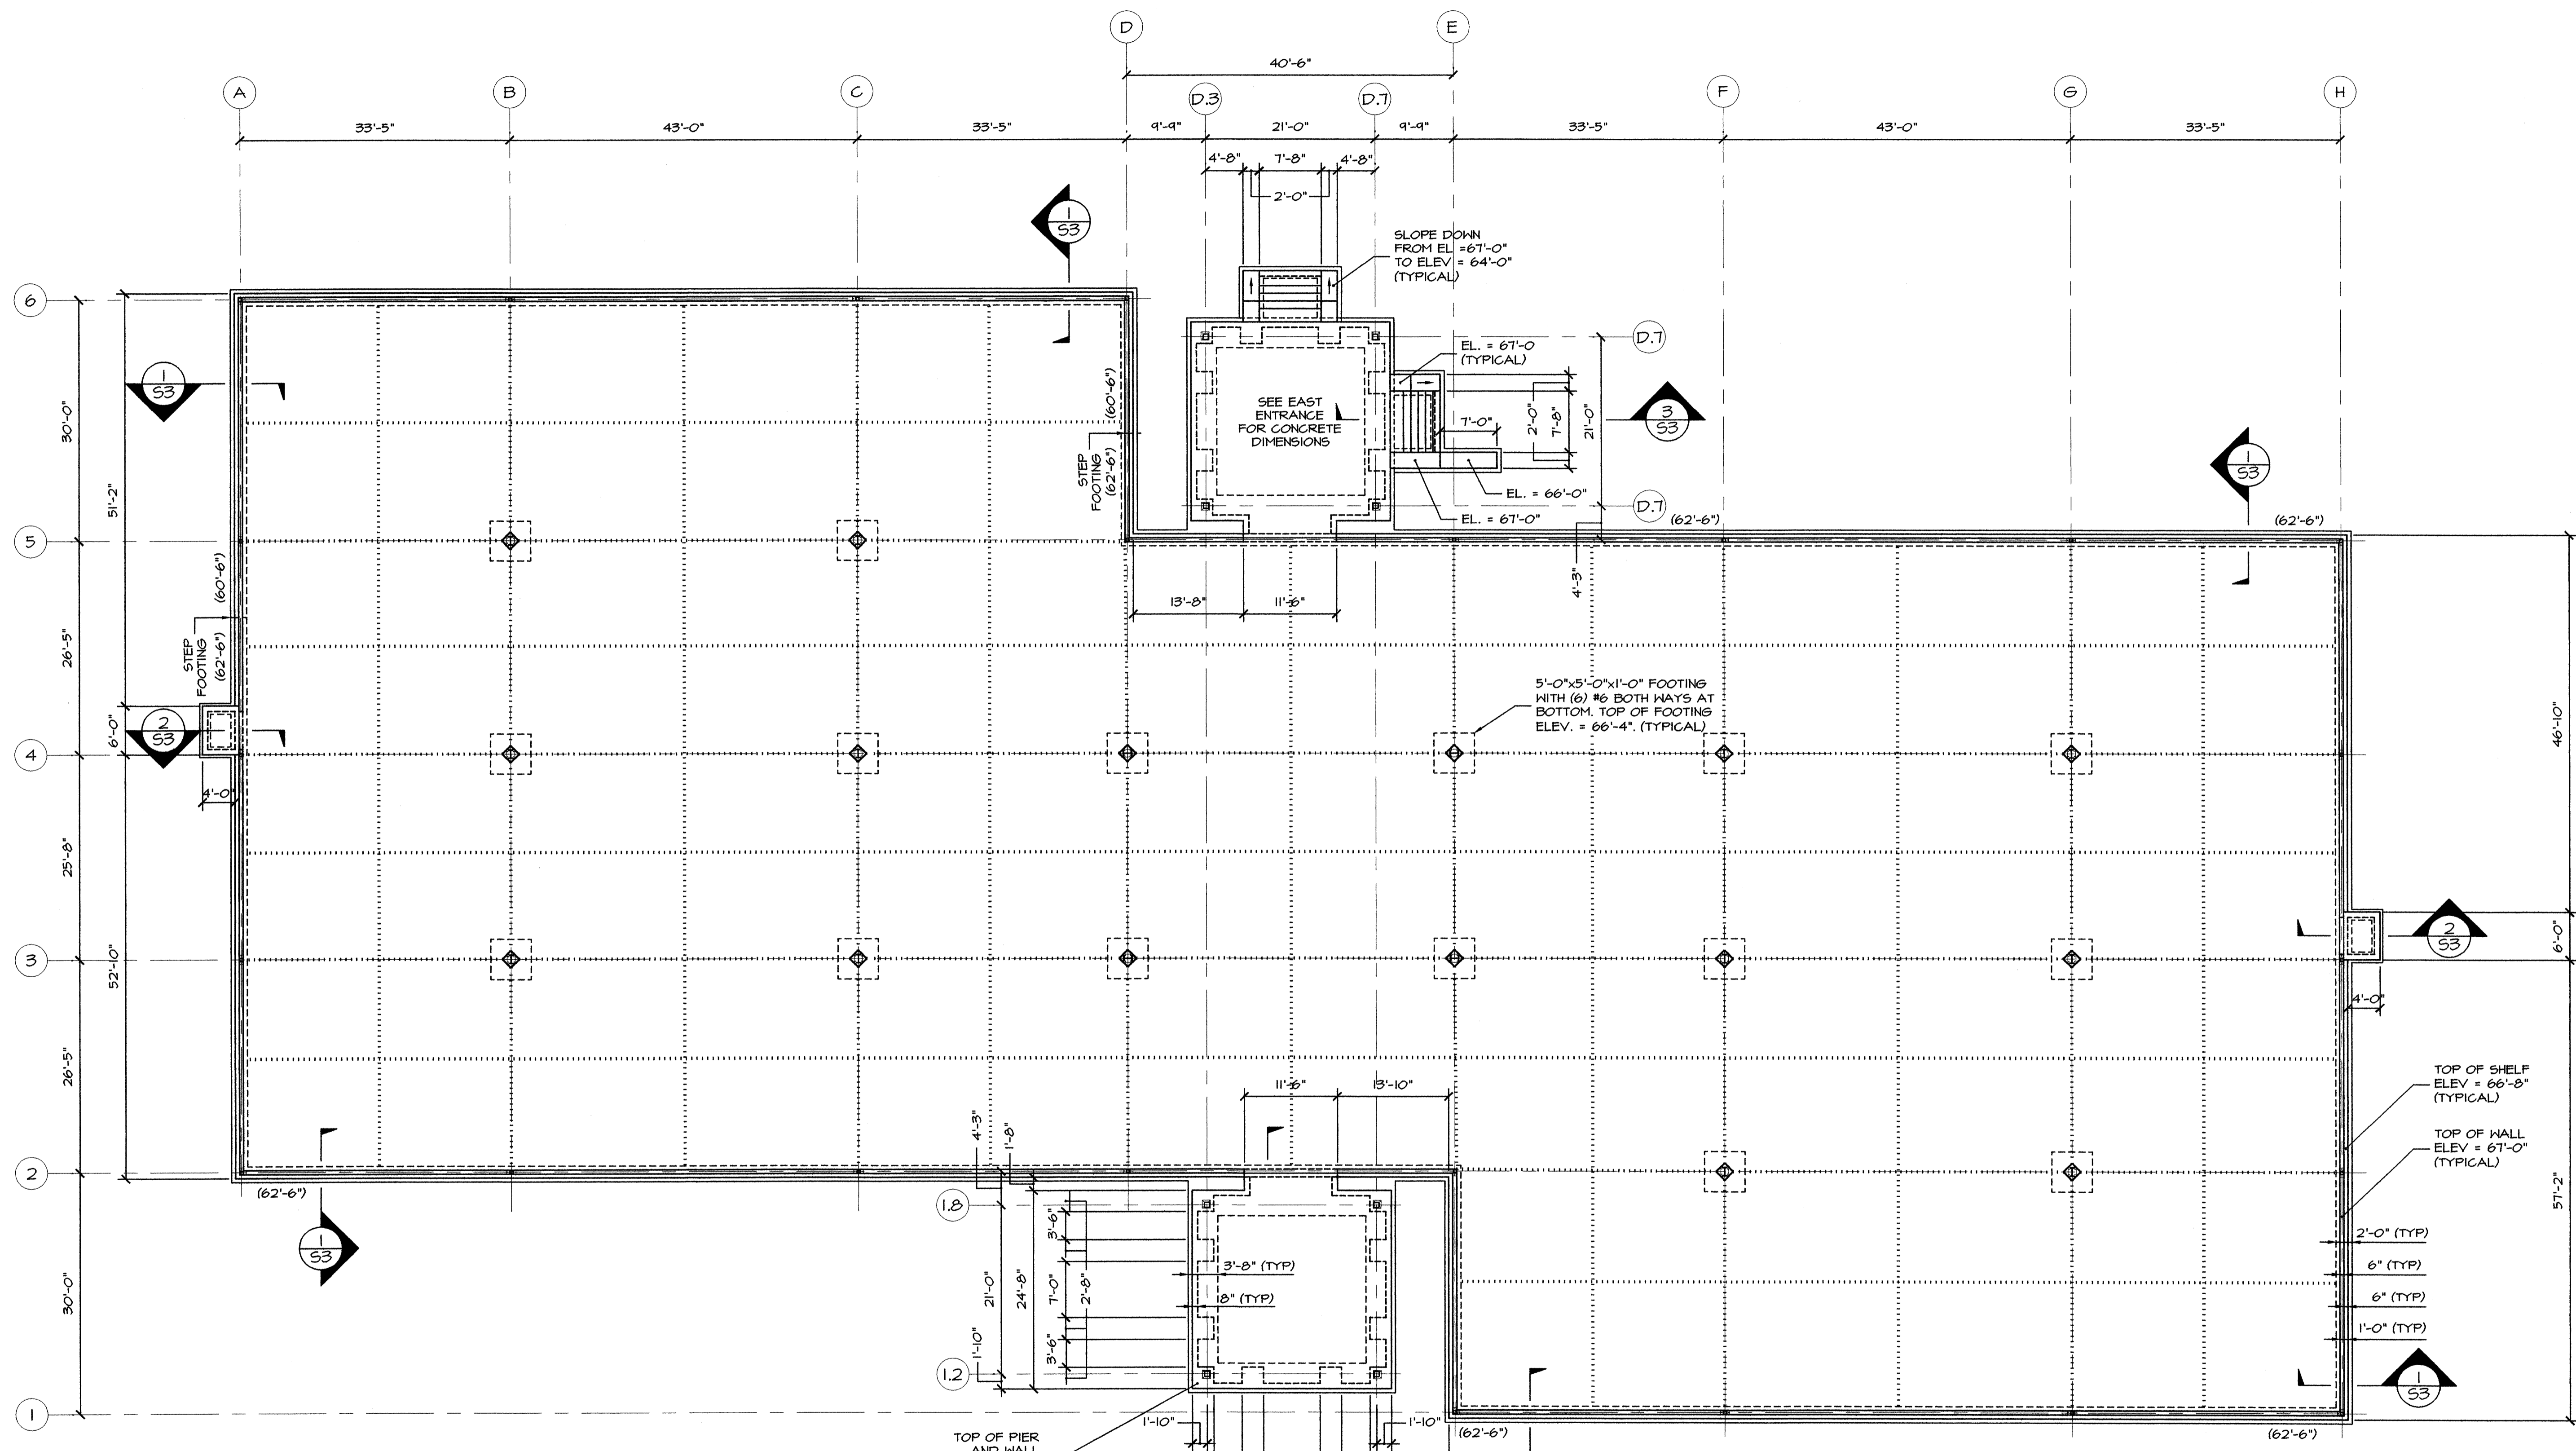 D
E
40'-6"
A
B
C
D.3
D.7
F
G
H
33'-5"
43'-0"
33'-5"
9'-9"
21'-0"
9'-9"
33'-5"
43'-0"
33'-5"
4'-8"
7'-8"
4'-8"
2'-0"
1
S3
SLOPE DOWN
FROM EL =67'-0"
TO ELEV = 64'-0"
(TYPICAL)
6
D.7
EL. = 67'-0
(TYPICAL)
1
S3
30'-0"
51'-2"
(60'-6")
STEP
FOOTING
(62'-6")
SEE EAST
ENTRANCE
FOR CONCRETE
DIMENSIONS
7'-0"
2'-0"
7'-8"
21'-0"
3
S3
1
S3
EL. = 66'-0"
D.7
EL. = 67'-0"
(62'-6")
(62'-6")
5
4'-3"
13'-8"
11'-6"
(60'-6")
STEP
FOOTING
(62'-6")
26'-5"
5'-0"x5'-0"x1'-0" FOOTING
WITH (6) #6 BOTH WAYS AT
BOTTOM. TOP OF FOOTING
ELEV. = 66'-4". (TYPICAL)
46'-10"
6'-0"
2
S3
4
4'-0"
25'-8"
52'-10"
2
S3
6'-0"
3
4'-0"
26'-5"
TOP OF SHELF
ELEV = 66'-8"
(TYPICAL)
11'-6"
13'-10"
4'-3"
1'-8"
TOP OF WALL
ELEV = 67'-0"
(TYPICAL)
2
(62'-6")
57'-2"
1.8
1
S3
3'-6"
2'-0" (TYP)
3'-8" (TYP)
6" (TYP)
30'-0"
21'-0"
24'-8"
7'-0"
2'-8"
8" (TYP)
6" (TYP)
1'-10"
3'-6"
1'-0" (TYP)
1.2
1
S3
1
1'-10"
1'-10"
(62'-6")
(62'-6")
TOP OF PIER
AND WALL